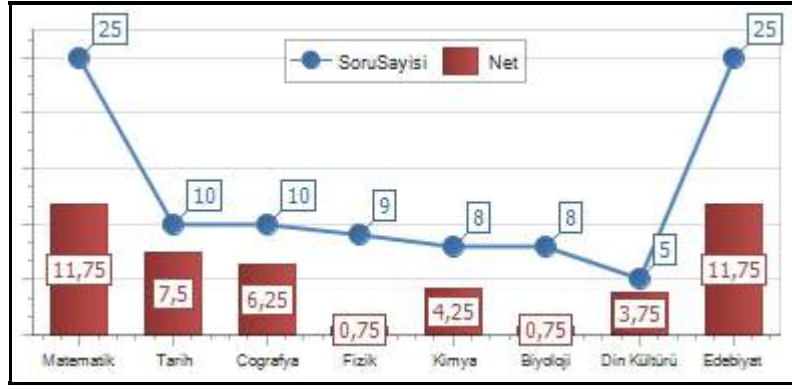 25
25
SoruSayisi
Net
10
10
9
8
8
5
11,75
7,5
6,25
0,75
4,25
0,75
3,75
11,75
Matematik
Tarih
Cografya
Fizik
Kimya
Biyoloji
Din Kültürü
Edebiyat